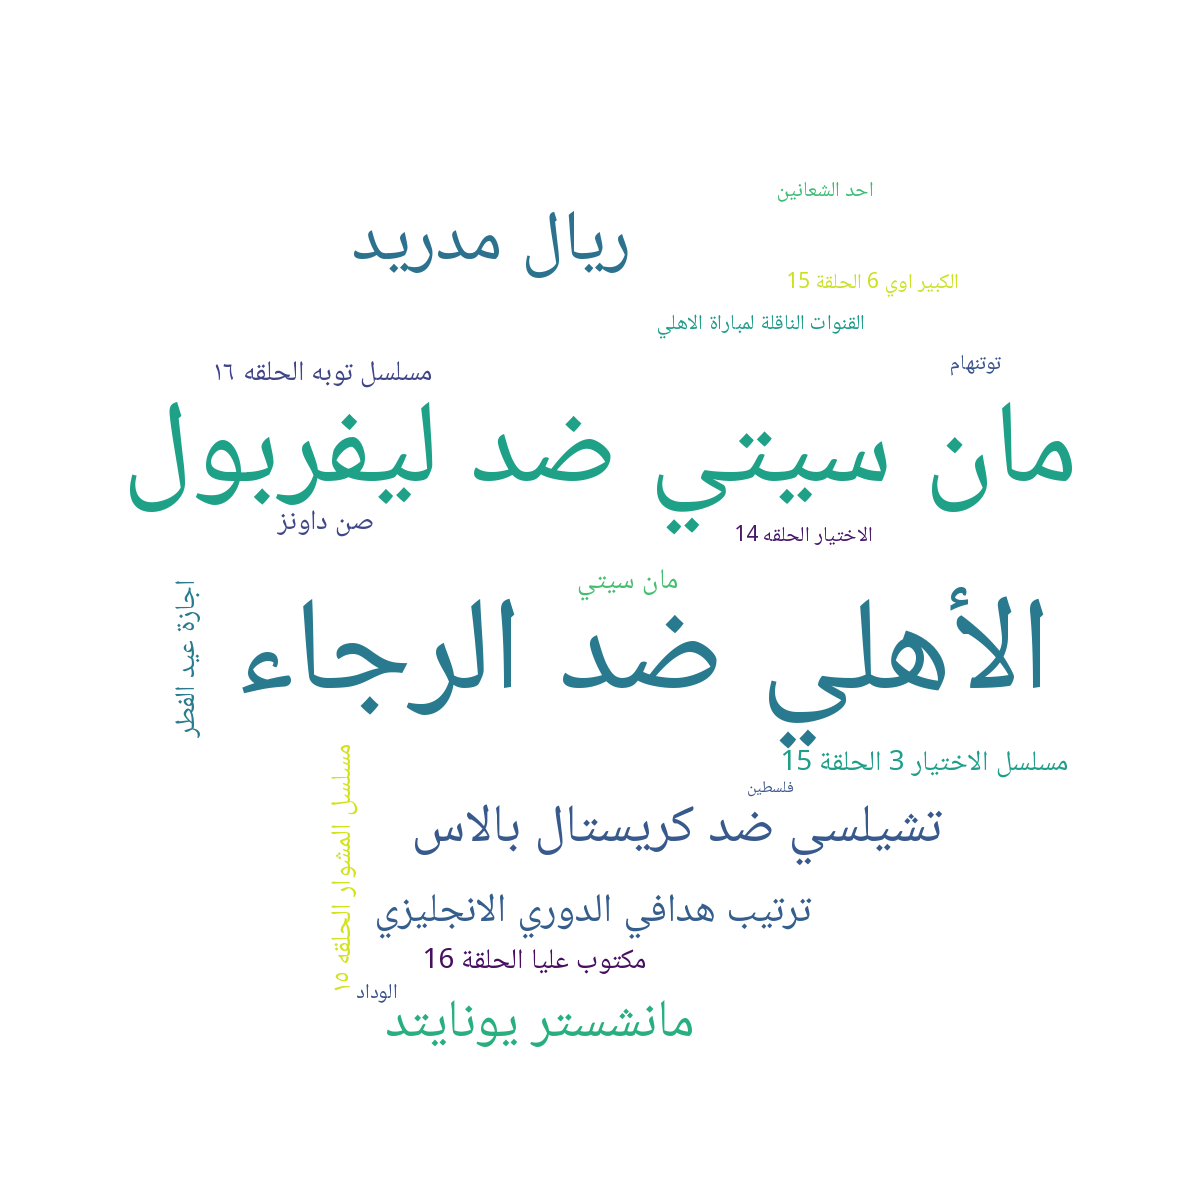 احد الشعانين
ريال مدريد
الكبير اوي 6 الحلقة 15
القنوات الناقلة لمباراة الاهلي
توتنهام
مسلسل توبه الحلقه ١٦
مان سيتي ضد ليفربول
صن داونز
الاختيار الحلقه 14
مان سيتي
اجازة عيد الفطر
الأهلي ضد الرجاء
مسلسل الاختيار 3 الحلقة 15
فلسطين
مسلسل المشوار الحلقه ١٥
تشيلسي ضد كريستال بالاس
ترتيب هدافي الدوري الانجليزي
مكتوب عليا الحلقة 16
الوداد
مانشستر يونايتد